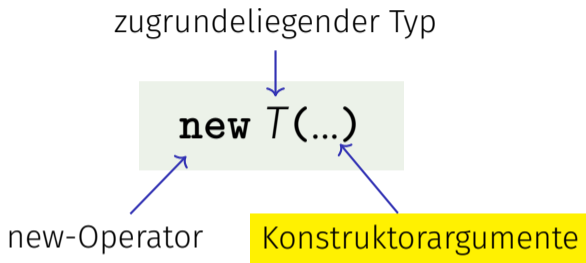 zugrundeliegender Typ
new T(...)
new-Operator Konstruktorargumente